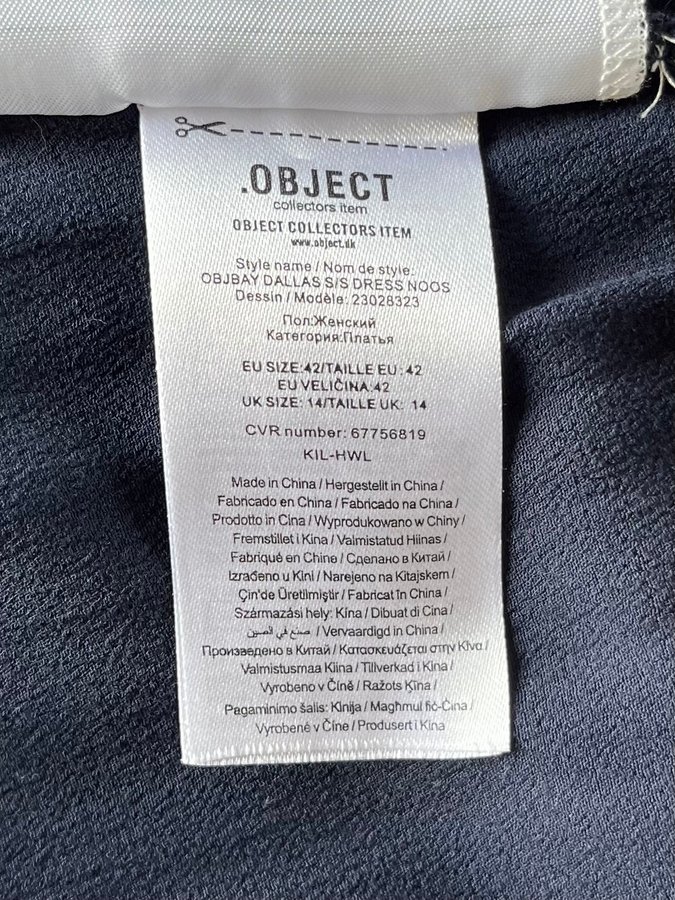 .OBJECT
collectors item
OBJECT COLLECTORS ITEM
www.object.dk
Style name / Nom de style:
OBJBAY DALLAS S/S DRESS NOOS
Dessin / Modèle: 23028323
Пол:Женский
Категория:Платья
EU SIZE:42/TAILLE EU:42
EU VELIČINA:42
UK SIZE: 14/TAILLE UK: 14
CVR number: 67756819
KIL-HWL
Made in China / Hergestellt in China /
Fabricado en China / Fabricado na China /
Prodotto in Cina / Wyprodukowano w Chiny /
Fremstillet i Kina / Valmistatud Hiinas /
Fabriqué en Chine / Сделано в Китай /
Izrađeno u Kini / Narejeno na Kitajskem /
Çin'de Üretilmiştir / Fabricat în China /
Származási hely: Kína / Dibuat di Cina /
صنع في الصين / Vervaardigd in China /
Произведено в Китай / Κατασκευάζεται στην Κίνα /
Valmistusmaa Kiina / Tillverkad i Kina /
Vyrobeno v Číně / Ražots Ķīna /
Pagaminimo šalis: Kinija / Magħmul fiċ-Ċina /
Vyrobené v Číne / Produsert i Kina